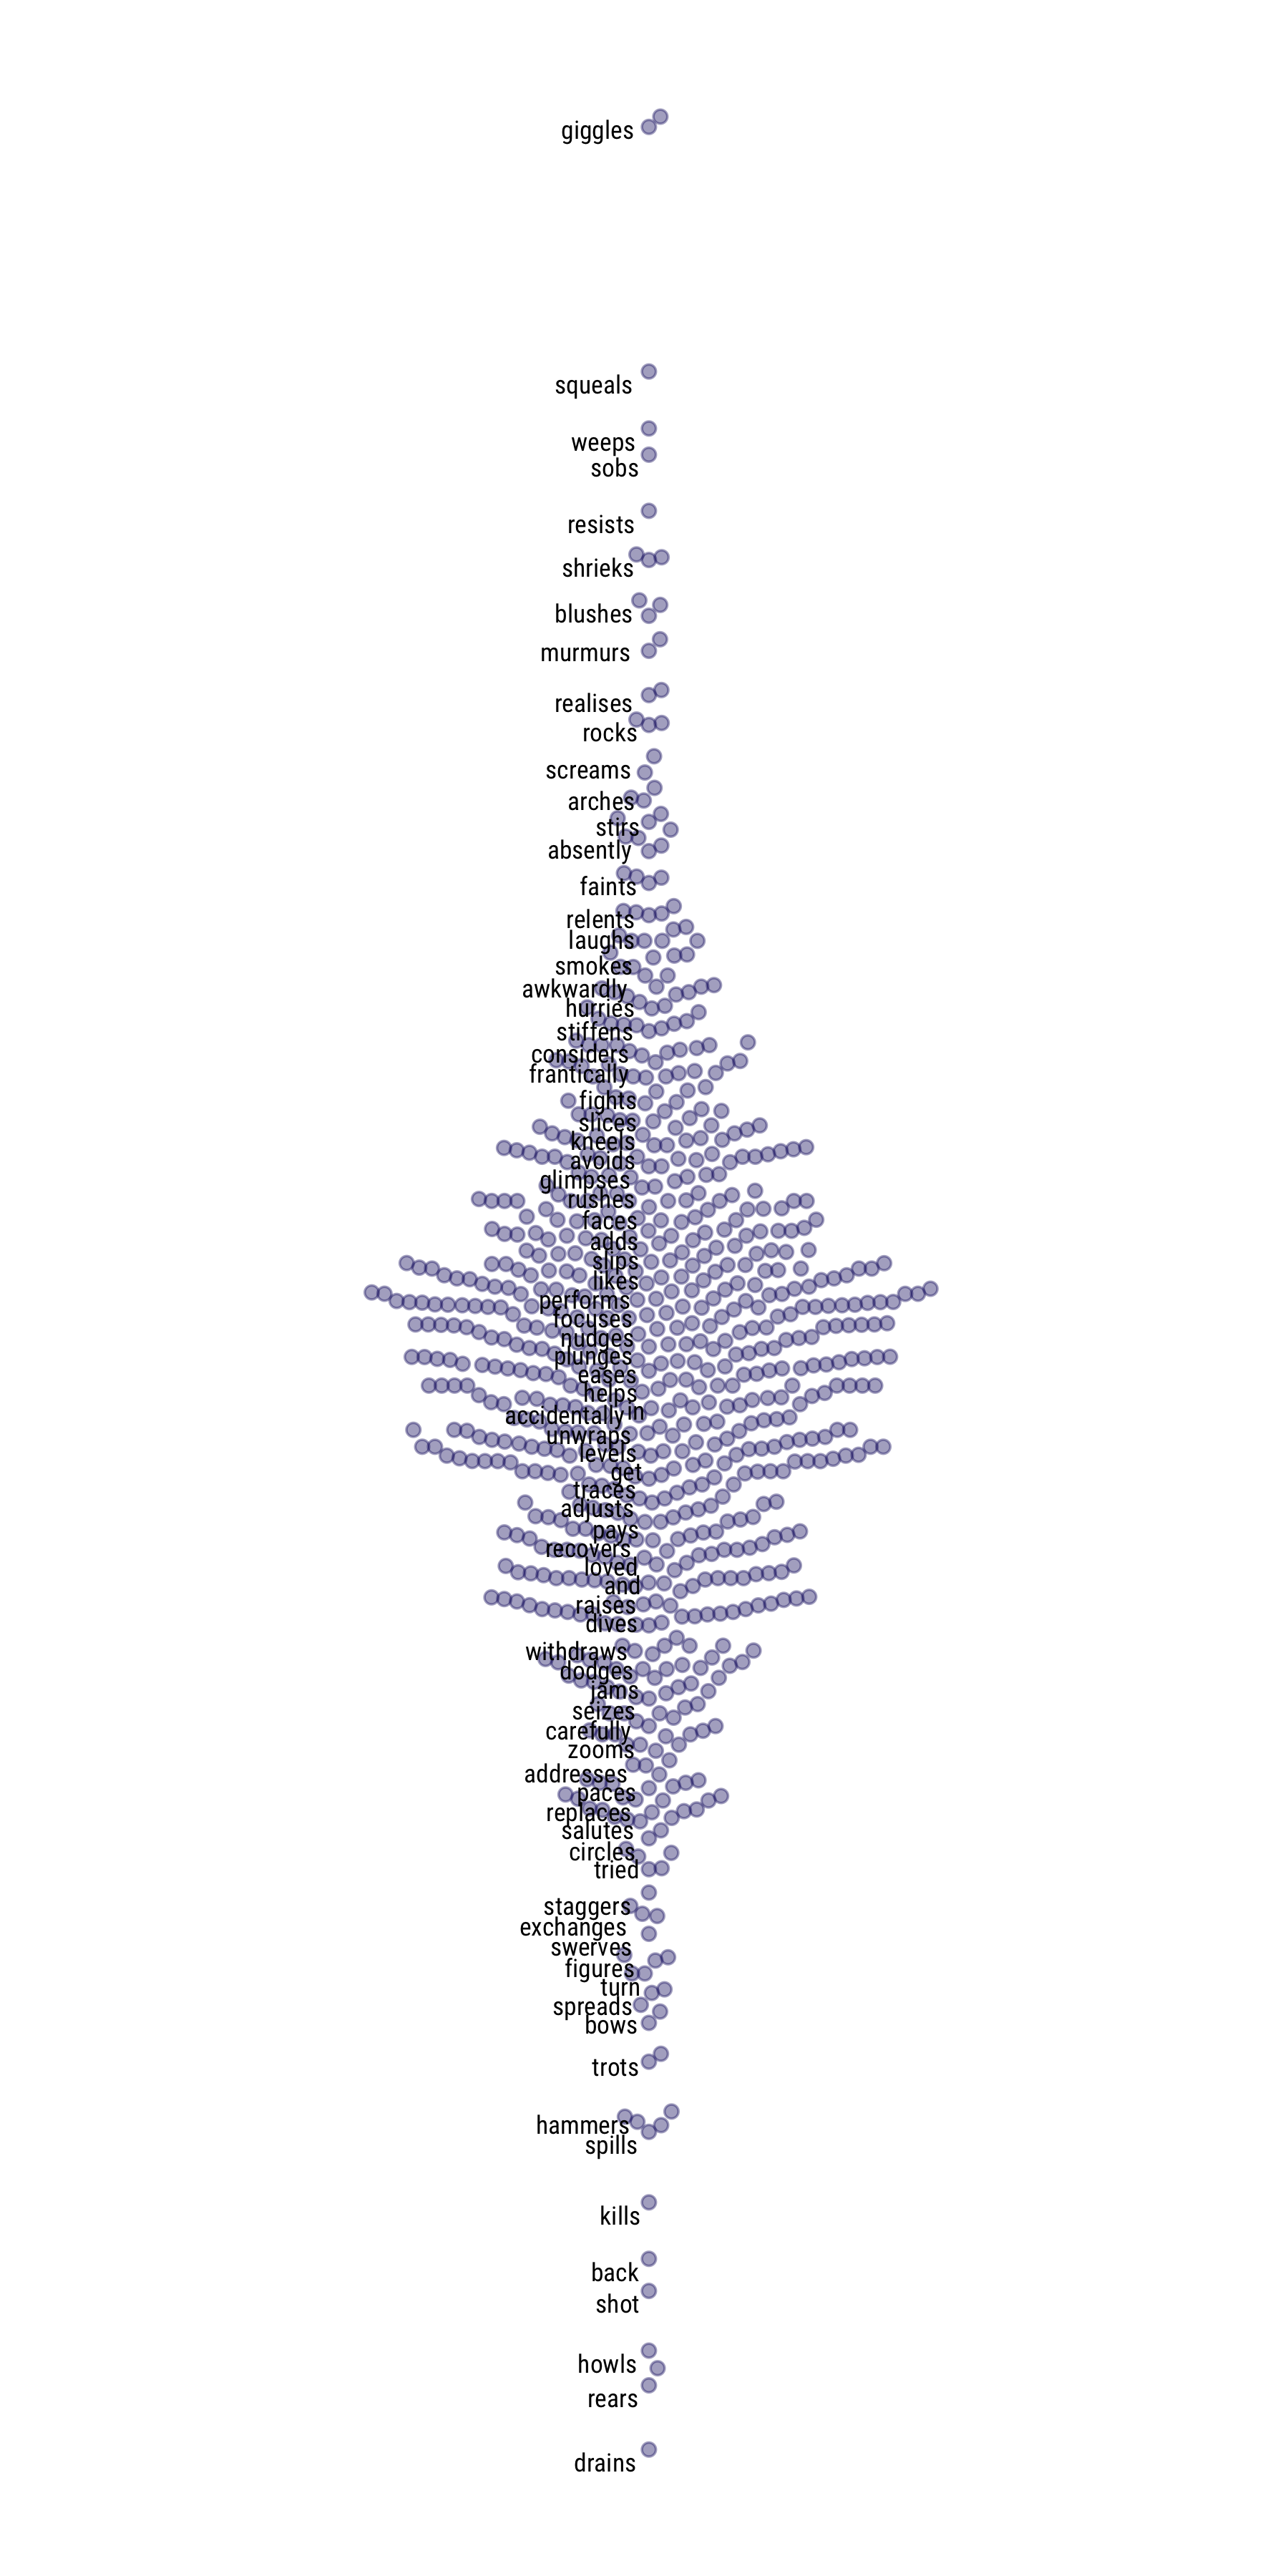 giggles
squeals
weeps
sobs
resists
shrieks
blushes
murmurs
realises
rocks
screams
arches
stirs
absently
faints
relents
laughs
smokes
awkwardly
hurries
stiffens
considers
frantically
fights
slices
kneels
avoids
glimpses
rushes
faces
adds
slips
likes
performs
focuses
nudges
plunges
eases
helps
in
accidentally
unwraps
levels
get
traces
adjusts
pays
recovers
loved
and
raises
dives
withdraws
dodges
jams
seizes
carefully
zooms
addresses
paces
replaces
salutes
circles
tried
staggers
exchanges
swerves
figures
turn
spreads
bows
trots
hammers
spills
kills
back
shot
howls
rears
drains